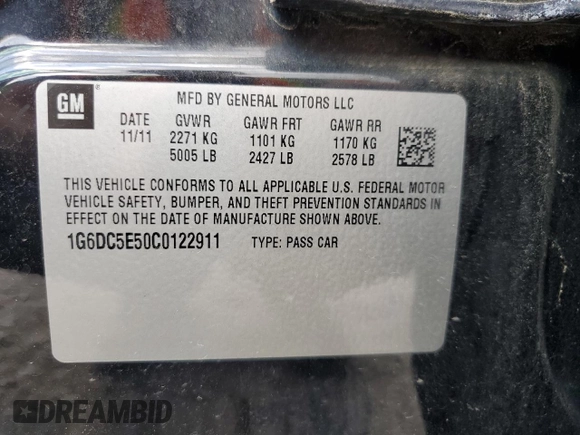 GM
MFD BY GENERAL MOTORS LLC
DATE GVWR GAWR FRT GAWR RR
11/11 2271 KG 1101 KG 1170 KG
5005 LB 2427 LB 2578 LB
THIS VEHICLE CONFORMS TO ALL APPLICABLE U.S. FEDERAL MOTOR
VEHICLE SAFETY, BUMPER, AND THEFT PREVENTION STANDARDS IN
EFFECT ON THE DATE OF MANUFACTURE SHOWN ABOVE.
1G6DC5E50C0122911 TYPE: PASS CAR
DREAMBID